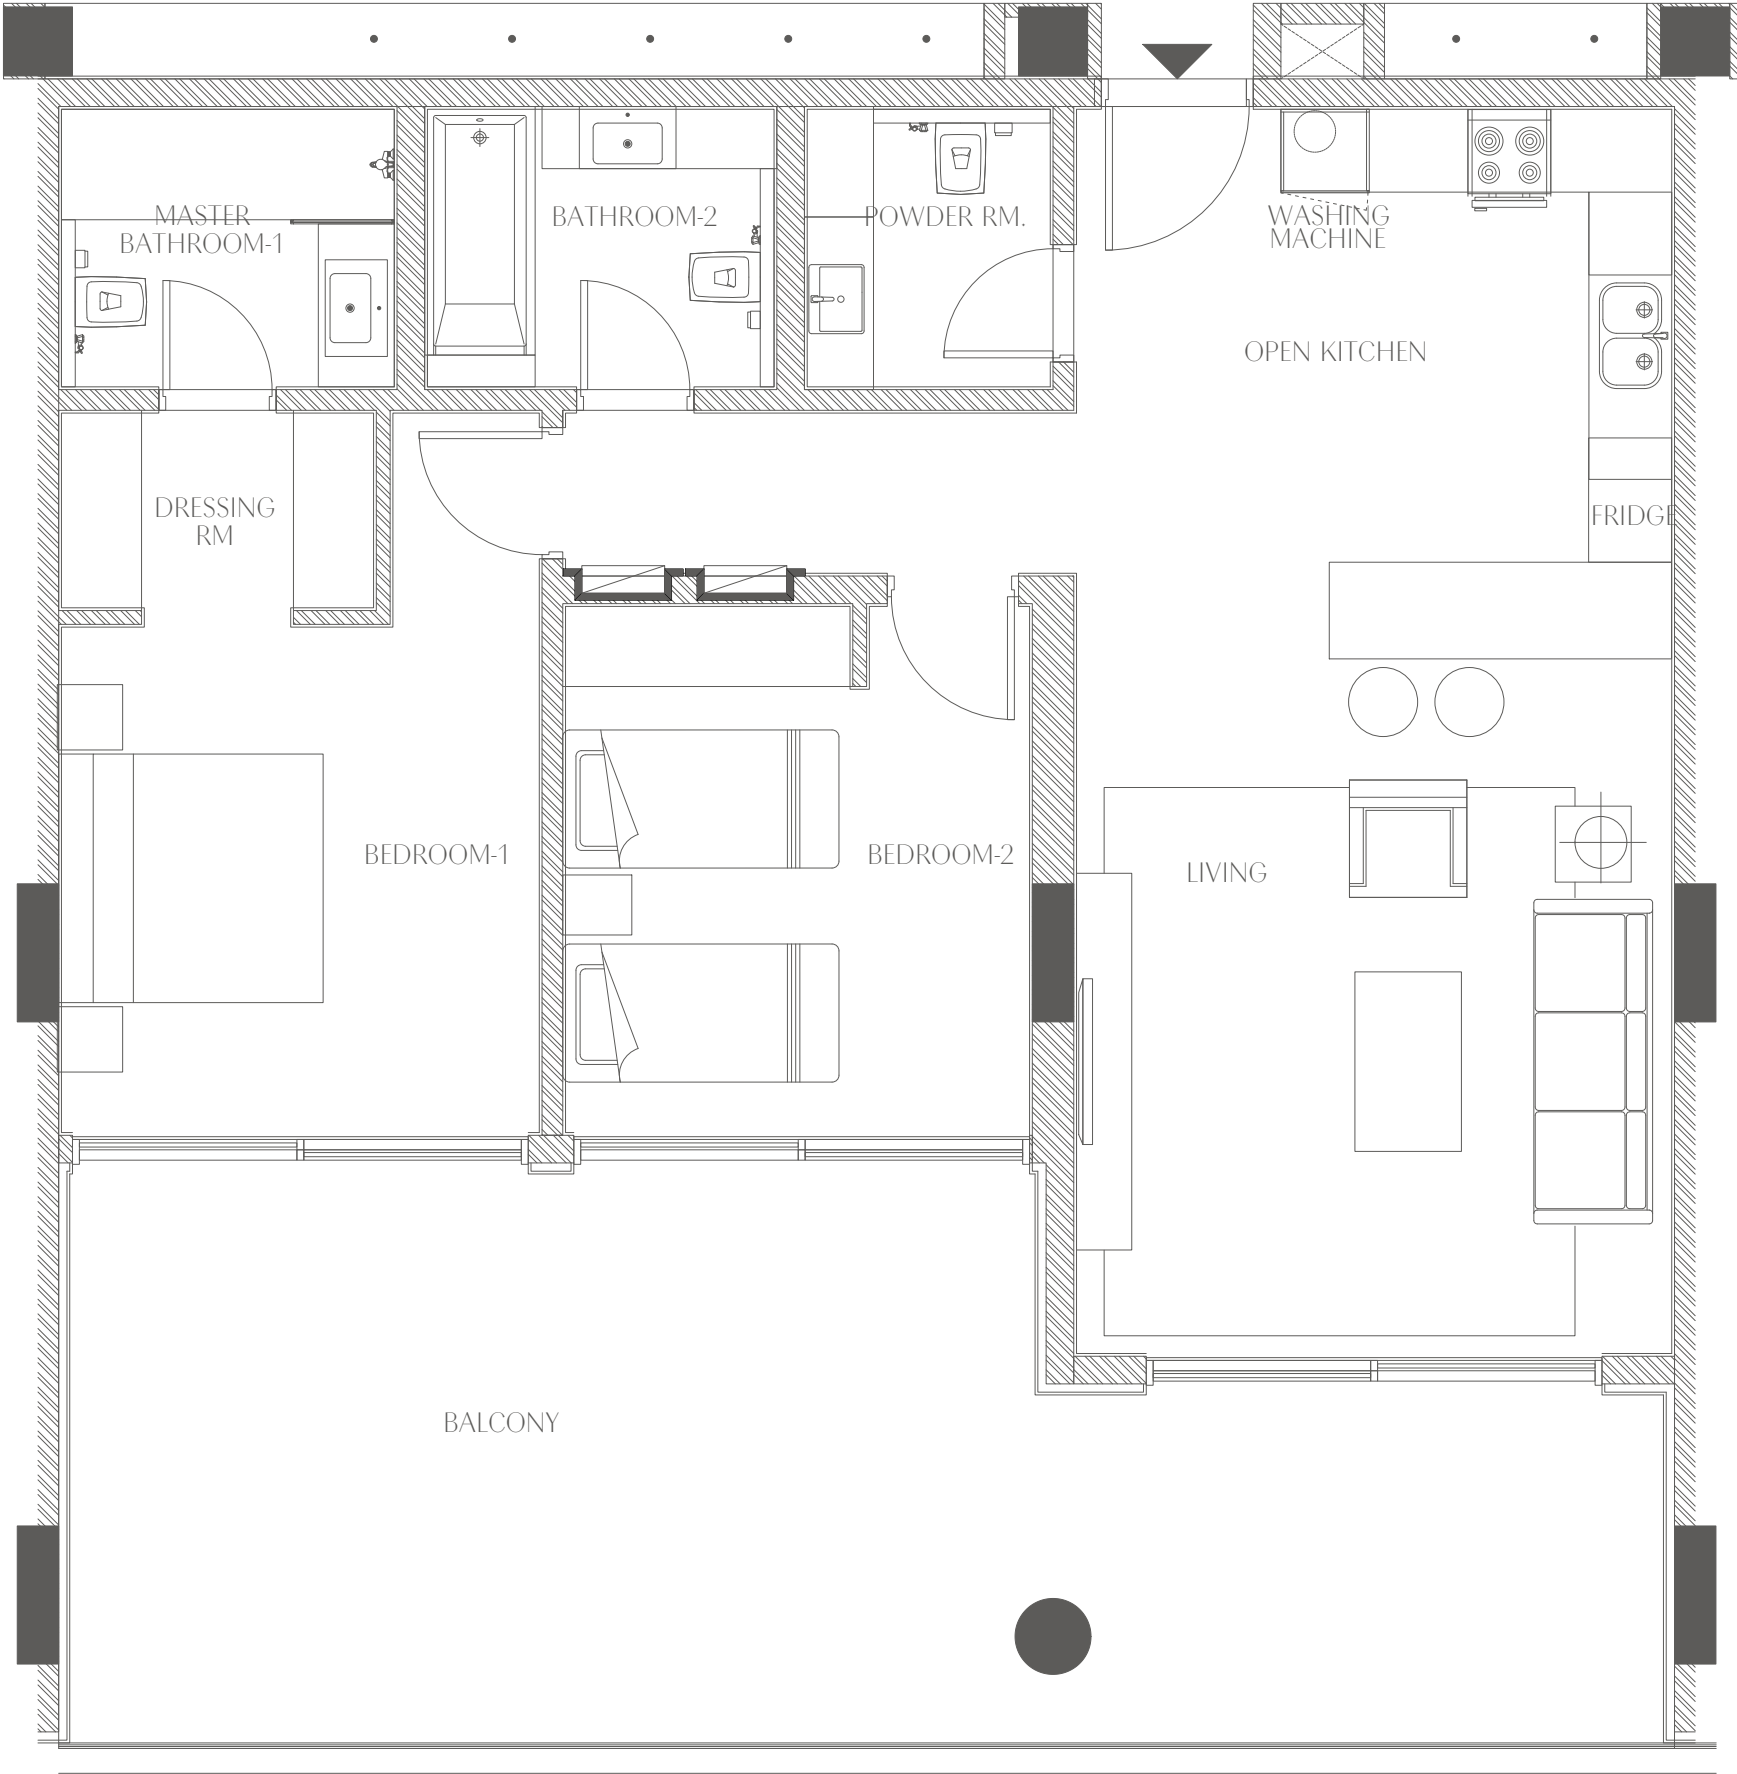 MASTER
BATHROOM-1
BATHROOM-2
POWDER RM.
WASHING
MACHINE
OPEN KITCHEN
DRESSING
RM
FRIDGE
BEDROOM-1
BEDROOM-2
LIVING
BALCONY